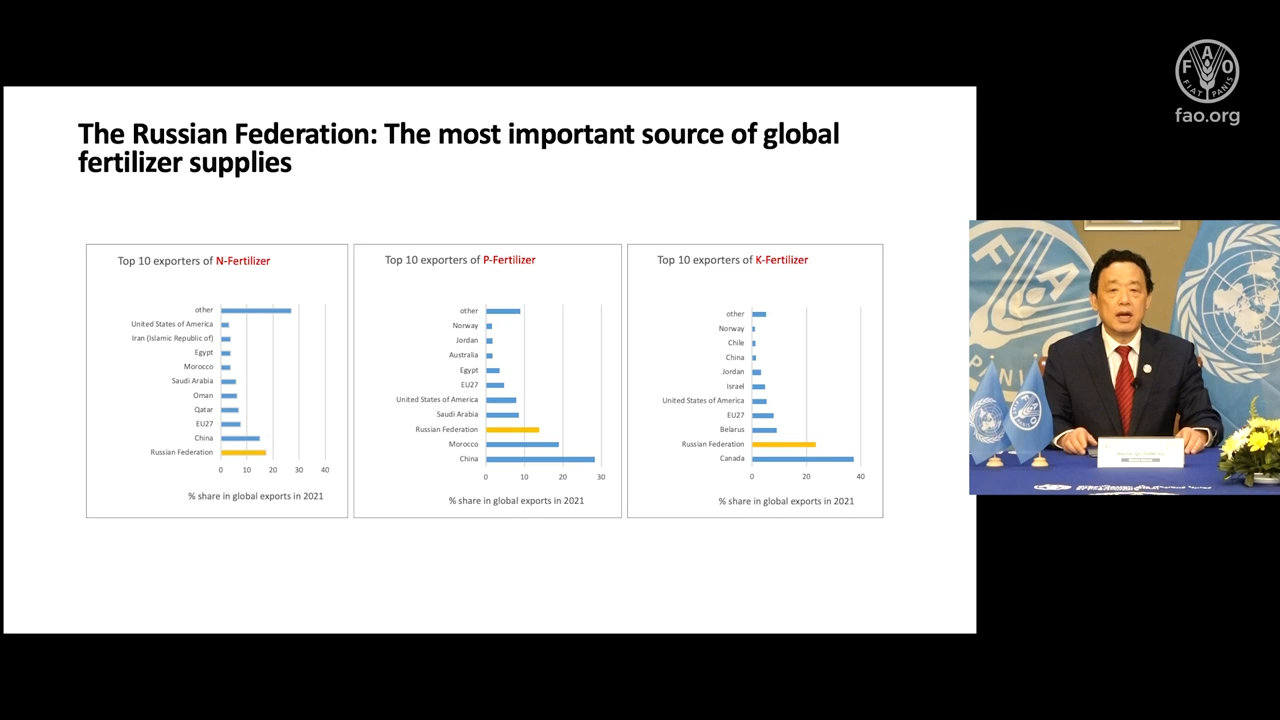 The Russian Federation: The most important source of global
fertilizer supplies
Top 10 exporters of N-Fertilizer
other
United States of America
Iran (Islamic Republic of)
Egypt
Morocco
Saudi Arabia
Oman
Qatar
EU27
China
Russian Federation
0 10 20 30 40
% share in global exports in 2021
Top 10 exporters of P-Fertilizer
other
Norway
Jordan
Australia
Egypt
EU27
United States of America
Saudi Arabia
Russian Federation
Morocco
China
0 10 20 30
% share in global exports in 2021
Top 10 exporters of K-Fertilizer
other
Norway
Chile
China
Jordan
Israel
United States of America
EU27
Belarus
Russian Federation
Canada
0 20 40
% share in global exports in 2021
F A O
FIAT PANIS
fao.org